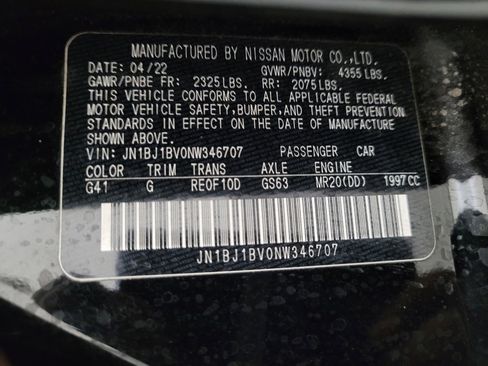 MANUFACTURED BY NISSAN MOTOR CO.,LTD.
DATE: 04/22 GVWR/PNBV: 4355 LBS.
GAWR/PNBE FR: 2325 LBS. RR: 2075 LBS.
THIS VEHICLE CONFORMS TO ALL APPLICABLE FEDERAL
MOTOR VEHICLE SAFETY, BUMPER, AND THEFT PREVENTION
STANDARDS IN EFFECT ON THE DATE OF MANUFACTURE
SHOWN ABOVE.
VIN: JN1BJ1BV0NW346707 PASSENGER CAR
COLOR TRIM TRANS AXLE ENGINE
G41 G RE0F10D GS63 MR20(DD) 1997CC
JN1BJ1BV0NW346707